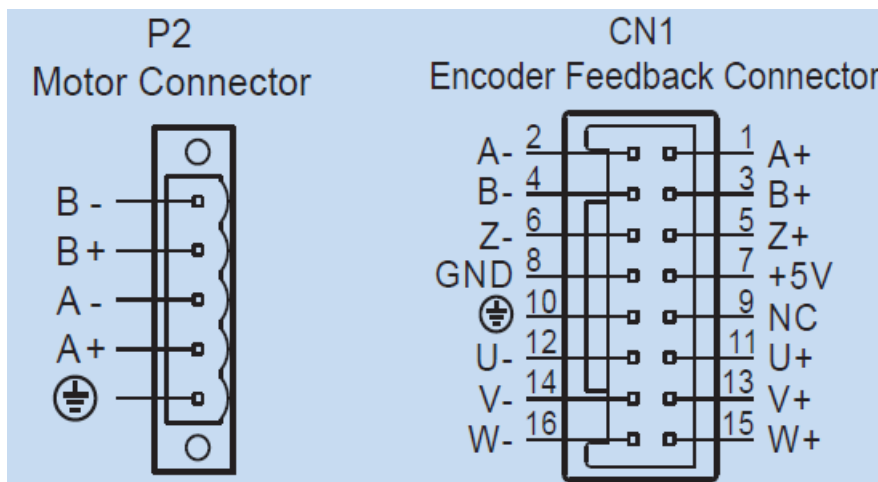 P2
Motor Connector
B -
B +
A -
A +
CN1
Encoder Feedback Connector
A- 2 1 A+
B- 4 3 B+
Z- 6 5 Z+
GND 8 7 +5V
10 9 NC
U- 12 11 U+
V- 14 13 V+
W- 16 15 W+